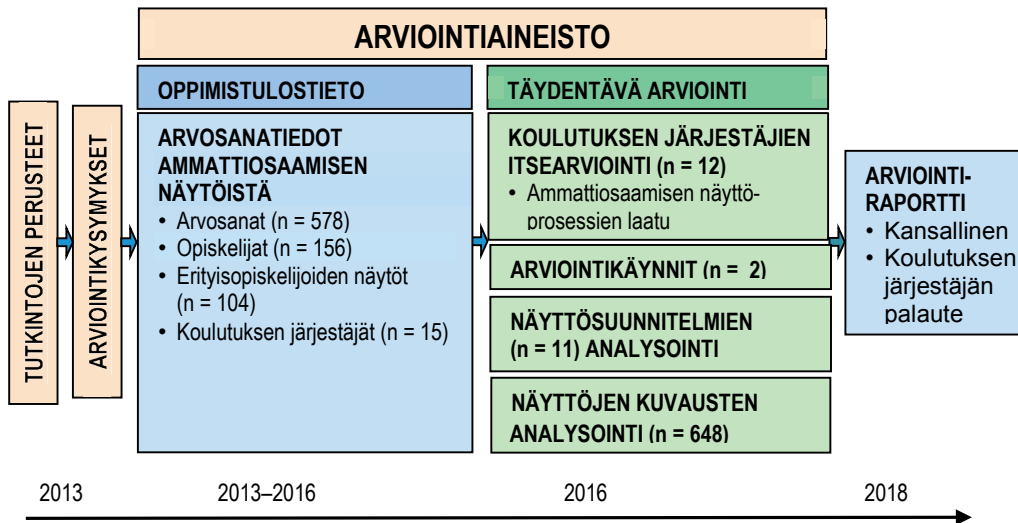 ARVIOINTIAINEISTO
TUTKINTOJEN PERUSTEET
ARVIOINTIKYSYMYKSET
OPPIMISTULOSTIETO
ARVOSANATIEDOT
AMMATTIOSAAMISEN
NÄYTÖISTÄ
• Arvosanat (n = 578)
• Opiskelijat (n = 156)
• Erityisopiskelijoiden näytöt
(n = 104)
• Koulutuksen järjestäjät (n = 15)
TÄYDENTÄVÄ ARVIOINTI
KOULUTUKSEN JÄRJESTÄJIEN
ITSEARVIOINTI (n = 12)
• Ammattiosaamisen näyttö-
prosessien laatu
ARVIOINTIKÄYNNIT (n = 2)
NÄYTTÖSUUNNITELMIEN
(n = 11) ANALYSOINTI
NÄYTTÖJEN KUVAUSTEN
ANALYSOINTI (n = 648)
ARVIOINTI-
RAPORTTI
• Kansallinen
• Koulutuksen
järjestäjän
palaute
2013
2013–2016
2016
2018